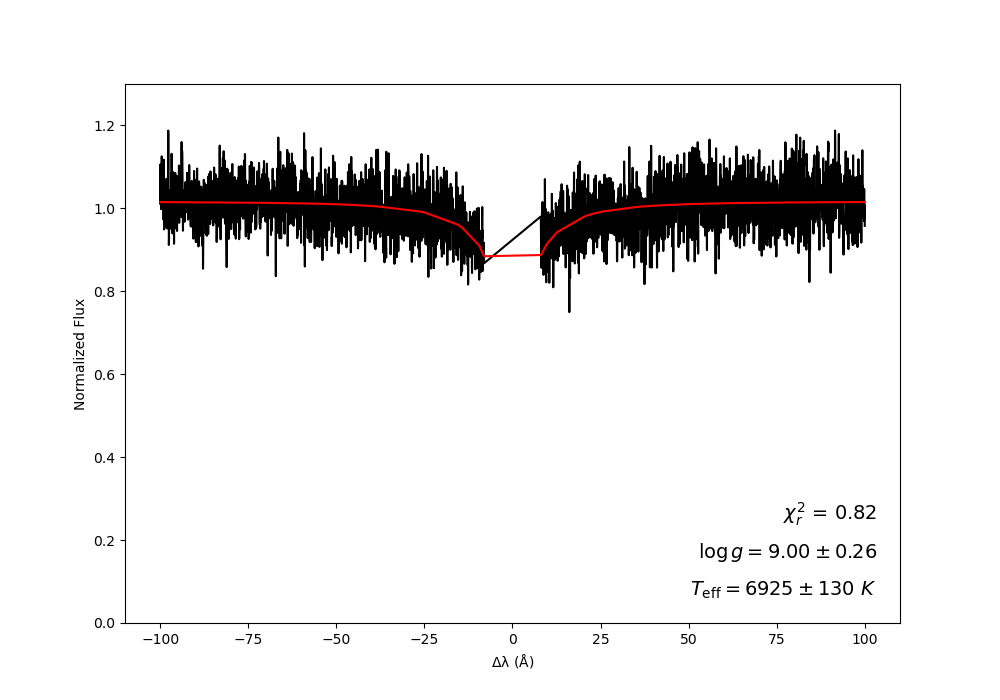 1.2
1.0
0.8
0.6
0.4
0.2
0.0
Normalized Flux
χ²ᵣ = 0.82
log g = 9.00 ± 0.26
T_eff = 6925 ± 130 K
−100 −75 −50 −25 0 25 50 75 100
Δλ (Å)